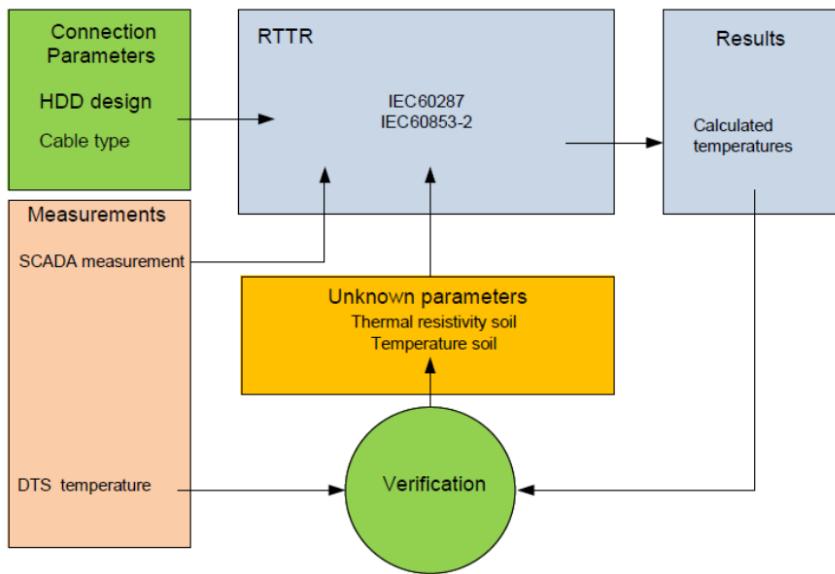 Connection
Parameters
HDD design
Cable type
RTTR
IEC60287
IEC60853-2
Results
Calculated
temperatures
Measurements
SCADA measurement
DTS temperature
Unknown parameters
Thermal resistivity soil
Temperature soil
Verification